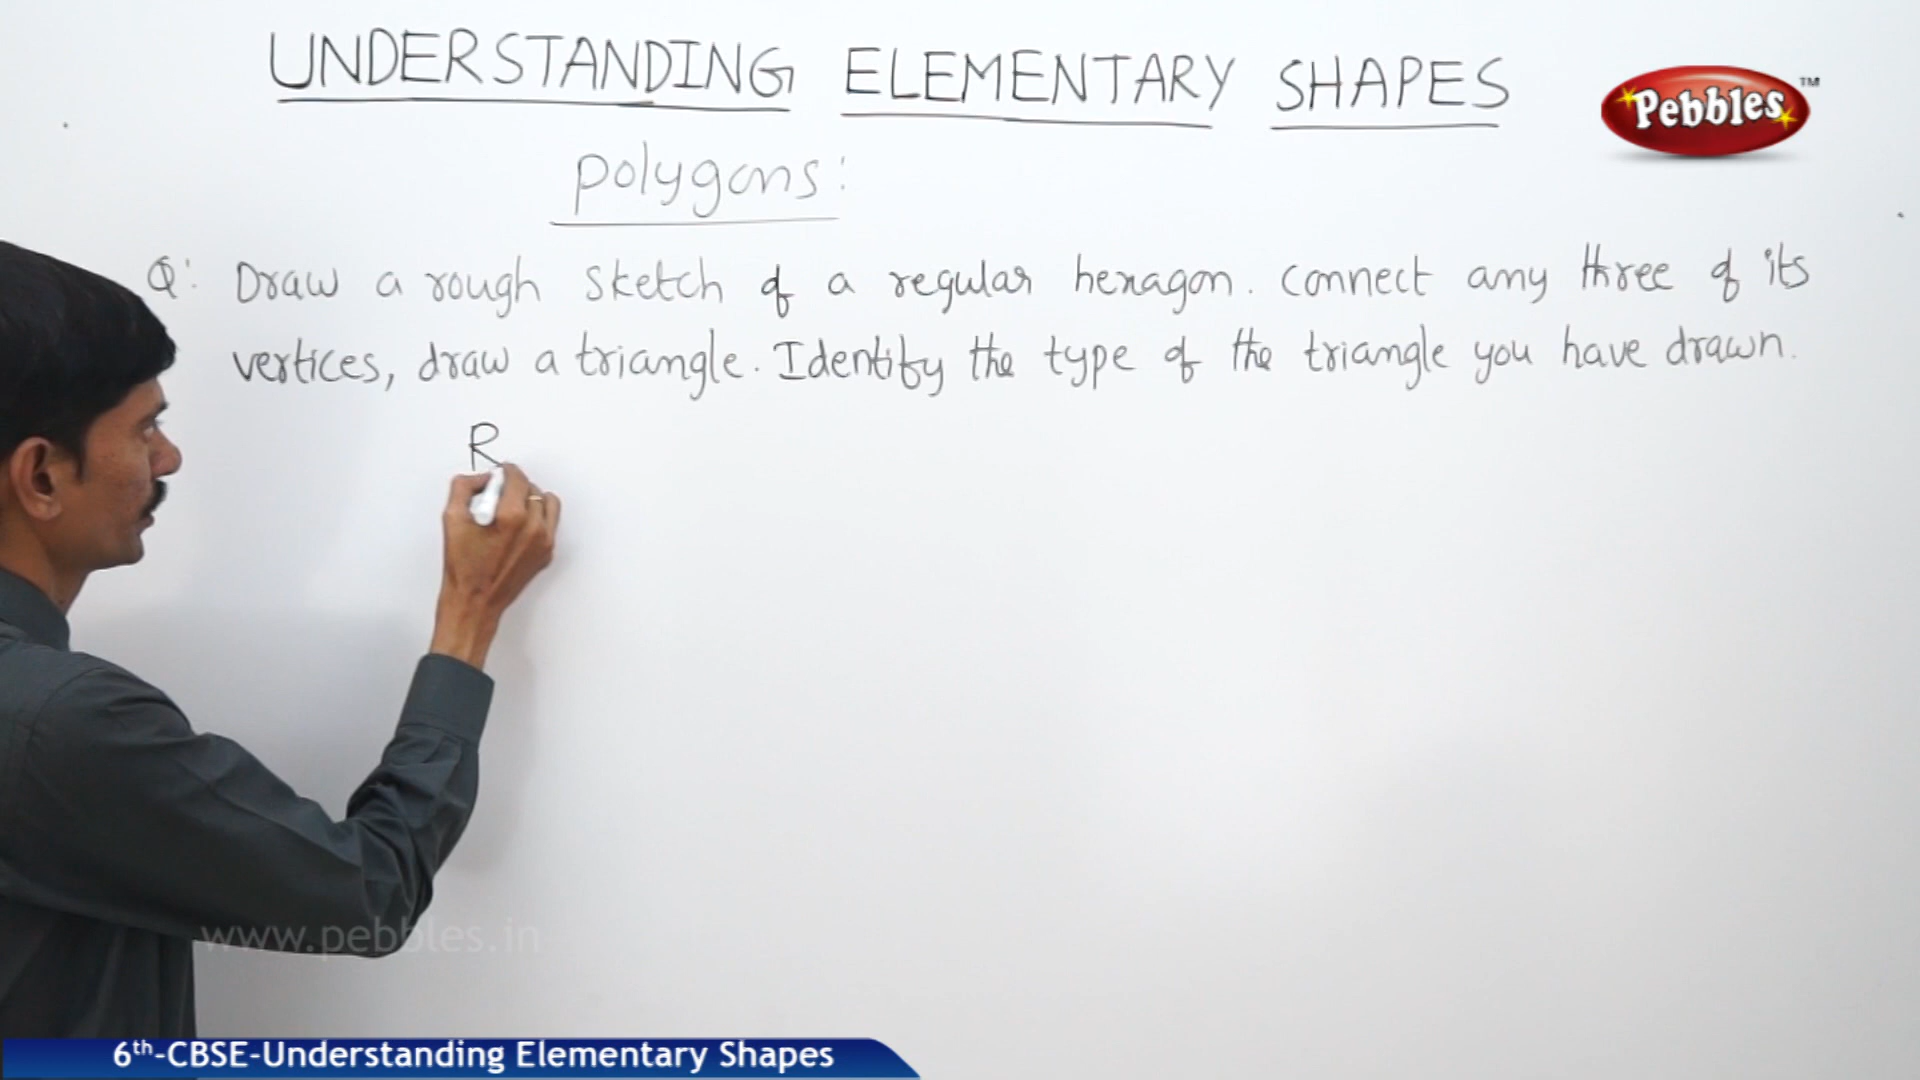 UNDERSTANDING ELEMENTARY SHAPES
Pebbles™
polygons:
Q: Draw a rough sketch of a regular hexagon. connect any three of its
vertices, draw a triangle. Identify the type of the triangle you have drawn.
R
www.pebbles.in
6th-CBSE-Understanding Elementary Shapes